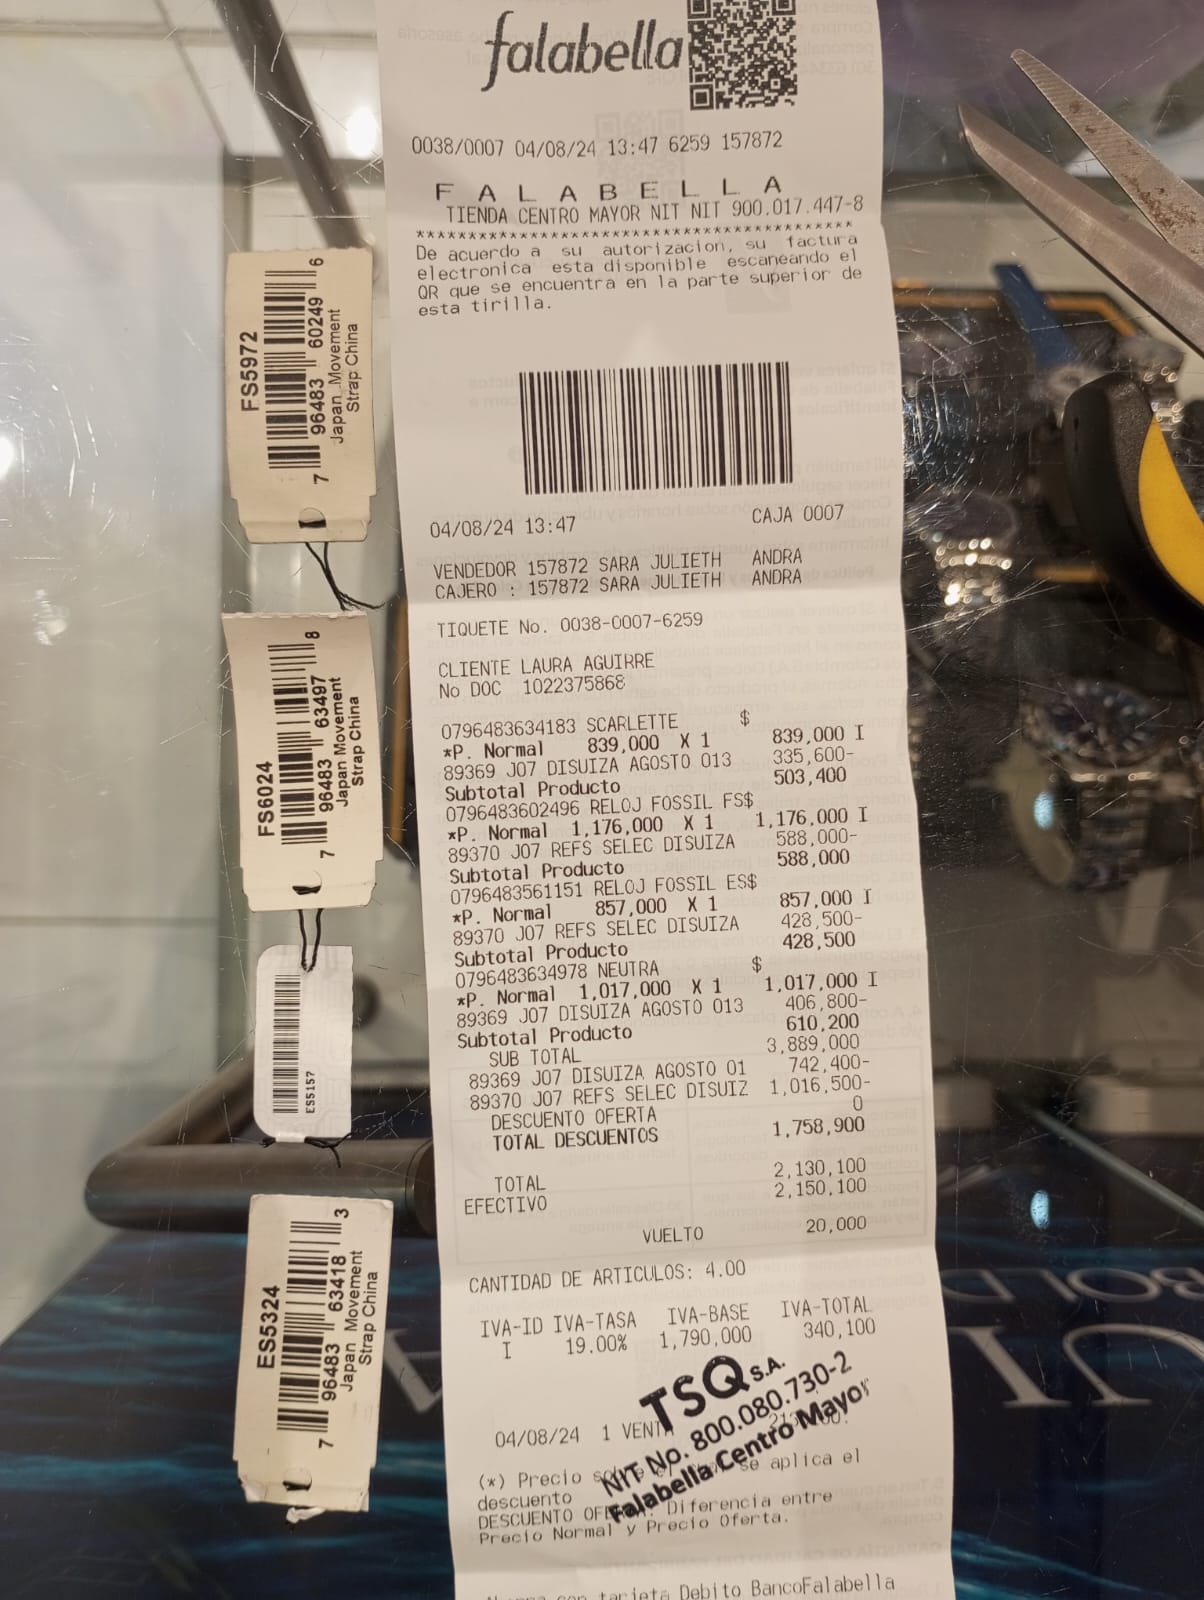 falabella
0038/0007 04/08/24 13:47 6259 157872
F A L A B E L L A
TIENDA CENTRO MAYOR NIT NIT 900.017.447-8
******************************************
De acuerdo a su autorizacion, su factura
electronica esta disponible escaneando el
QR que se encuentra en la parte superior de
esta tirilla.
04/08/24 13:47 CAJA 0007
VENDEDOR 157872 SARA JULIETH ANDRA
CAJERO : 157872 SARA JULIETH ANDRA
TIQUETE No. 0038-0007-6259
CLIENTE LAURA AGUIRRE
No DOC 1022375868
0796483634183 SCARLETTE $
*P. Normal 839,000 X 1 839,000 I
89369 J07 DISUIZA AGOSTO 013 335,600-
Subtotal Producto 503,400
0796483602496 RELOJ FOSSIL FS$
*P. Normal 1,176,000 X 1 1,176,000 I
89370 J07 REFS SELEC DISUIZA 588,000-
Subtotal Producto 588,000
0796483561151 RELOJ FOSSIL ES$
*P. Normal 857,000 X 1 857,000 I
89370 J07 REFS SELEC DISUIZA 428,500-
Subtotal Producto 428,500
0796483634978 NEUTRA $
*P. Normal 1,017,000 X 1 1,017,000 I
89369 J07 DISUIZA AGOSTO 013 406,800-
Subtotal Producto 610,200
SUB TOTAL 3,889,000
89369 J07 DISUIZA AGOSTO 01 742,400-
89370 J07 REFS SELEC DISUIZ 1,016,500-
DESCUENTO OFERTA 0
TOTAL DESCUENTOS 1,758,900
TOTAL 2,130,100
EFECTIVO 2,150,100
VUELTO 20,000
CANTIDAD DE ARTICULOS: 4.00
IVA-ID IVA-TASA IVA-BASE IVA-TOTAL
I 19.00% 1,790,000 340,100
TSQ S.A.
NIT No. 800.080.730-2
Falabella Centro Mayor
04/08/24 1 VENTA
(*) Precio se aplica el
descuento
DESCUENTO Diferencia entre
Precio Normal y Precio Oferta.
con tarjeta Debito BancoFalabella
FS5972
7 96483 60249 6
Japan Movement
Strap China
FS6024
7 96483 63497 8
Japan Movement
Strap China
ES5157
ES5324
7 96483 63418 3
Japan Movement
Strap China